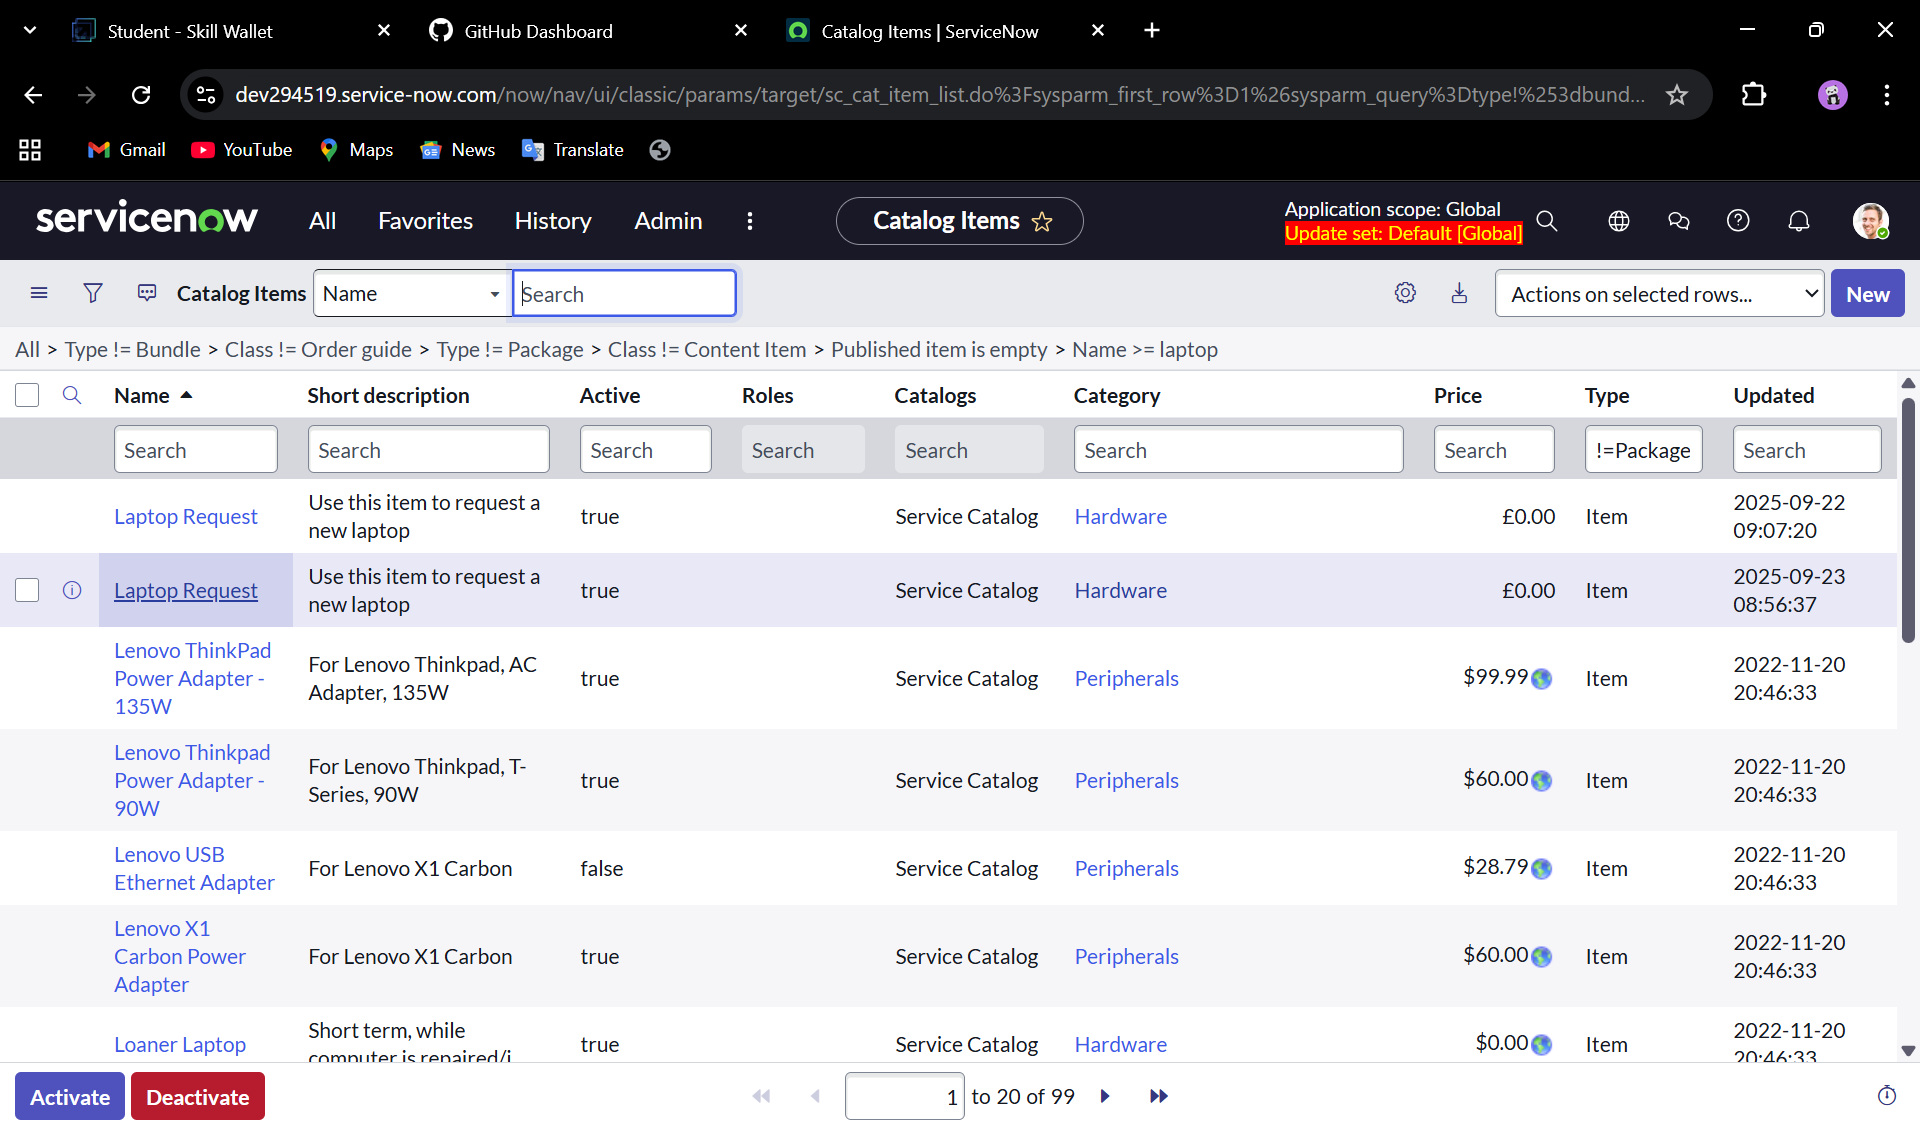 Student - Skill Wallet
GitHub Dashboard
Catalog Items | ServiceNow
dev294519.service-now.com/now/nav/ui/classic/params/target/sc_cat_item_list.do%3Fsysparm_first_row%3D1%26sysparm_query%3Dtype!%253dbund...
Gmail YouTube Maps News Translate
servicenow All Favorites History Admin Catalog Items
Application scope: Global
Update set: Default [Global]
Catalog Items Name Search Actions on selected rows... New
All > Type != Bundle > Class != Order guide > Type != Package > Class != Content Item > Published item is empty > Name >= laptop
Name Short description Active Roles Catalogs Category Price Type Updated
Search Search Search Search Search Search Search !=Package Search
Laptop Request Use this item to request a new laptop true Service Catalog Hardware £0.00 Item 2025-09-22 09:07:20
Laptop Request Use this item to request a new laptop true Service Catalog Hardware £0.00 Item 2025-09-23 08:56:37
Lenovo ThinkPad Power Adapter - 135W For Lenovo Thinkpad, AC Adapter, 135W true Service Catalog Peripherals $99.99 Item 2022-11-20 20:46:33
Lenovo Thinkpad Power Adapter - 90W For Lenovo Thinkpad, T-Series, 90W true Service Catalog Peripherals $60.00 Item 2022-11-20 20:46:33
Lenovo USB Ethernet Adapter For Lenovo X1 Carbon false Service Catalog Peripherals $28.79 Item 2022-11-20 20:46:33
Lenovo X1 Carbon Power Adapter For Lenovo X1 Carbon true Service Catalog Peripherals $60.00 Item 2022-11-20 20:46:33
Loaner Laptop Short term, while computer is repaired/i true Service Catalog Hardware $0.00 Item 2022-11-20 20:46:33
Activate Deactivate 1 to 20 of 99